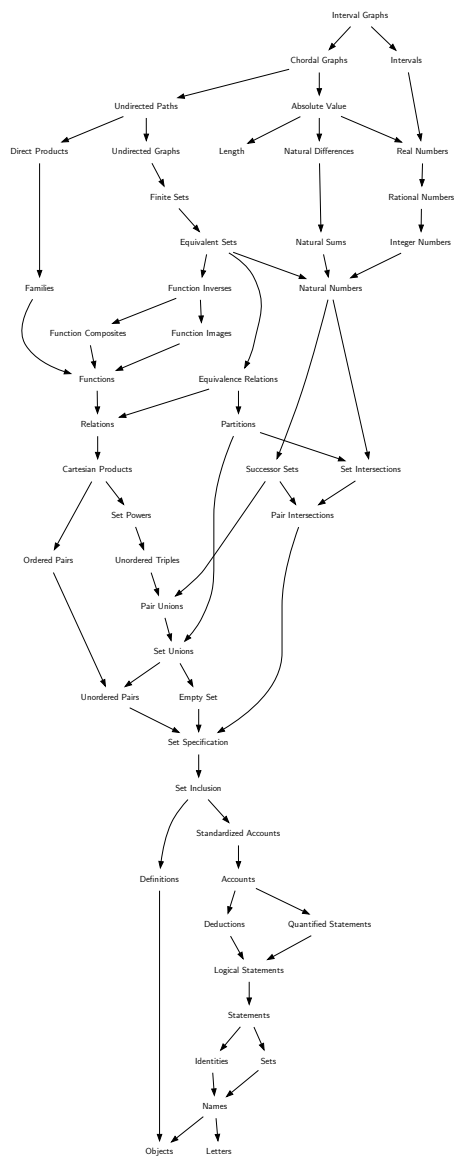 Interval Graphs
Chordal Graphs
Intervals
Undirected Paths
Absolute Value
Direct Products
Undirected Graphs
Length
Natural Differences
Real Numbers
Finite Sets
Rational Numbers
Equivalent Sets
Natural Sums
Integer Numbers
Families
Function Inverses
Natural Numbers
Function Composites
Function Images
Functions
Equivalence Relations
Relations
Partitions
Cartesian Products
Successor Sets
Set Intersections
Set Powers
Pair Intersections
Ordered Pairs
Unordered Triples
Pair Unions
Set Unions
Unordered Pairs
Empty Set
Set Specification
Set Inclusion
Standardized Accounts
Definitions
Accounts
Deductions
Quantified Statements
Logical Statements
Statements
Identities
Sets
Names
Objects
Letters